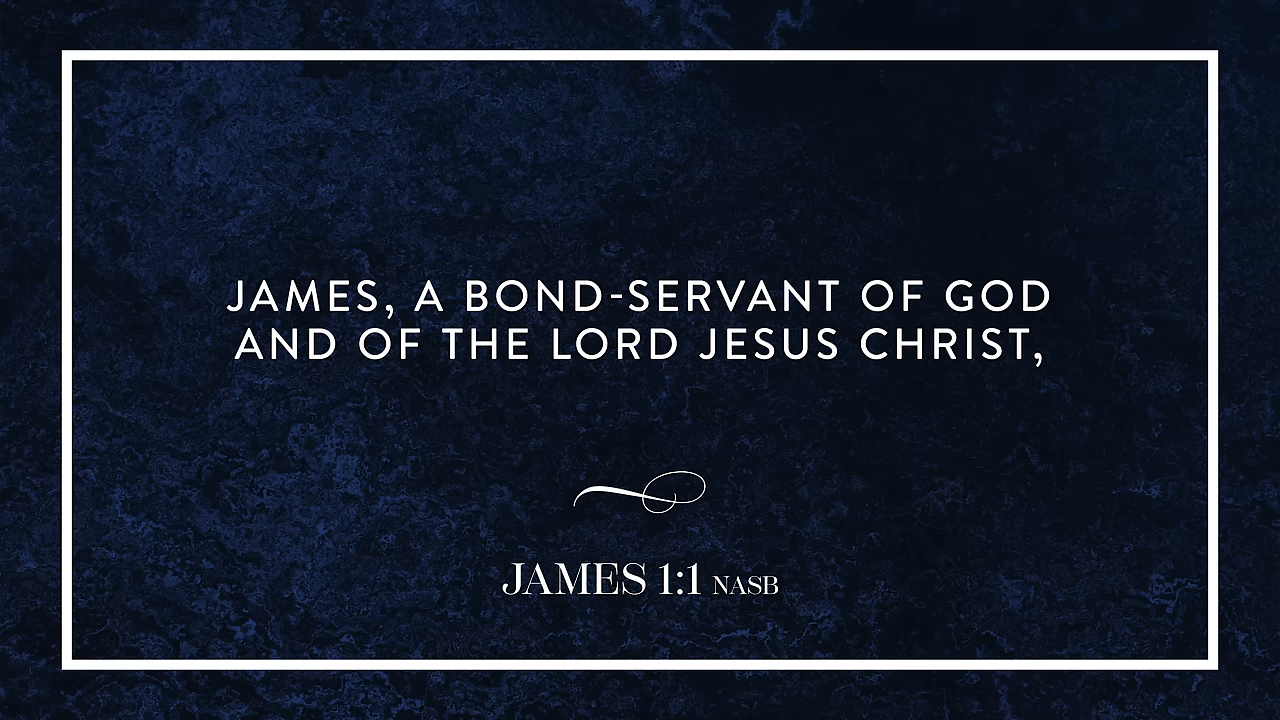 JAMES, A BOND-SERVANT OF GOD
AND OF THE LORD JESUS CHRIST,
JAMES 1:1 NASB